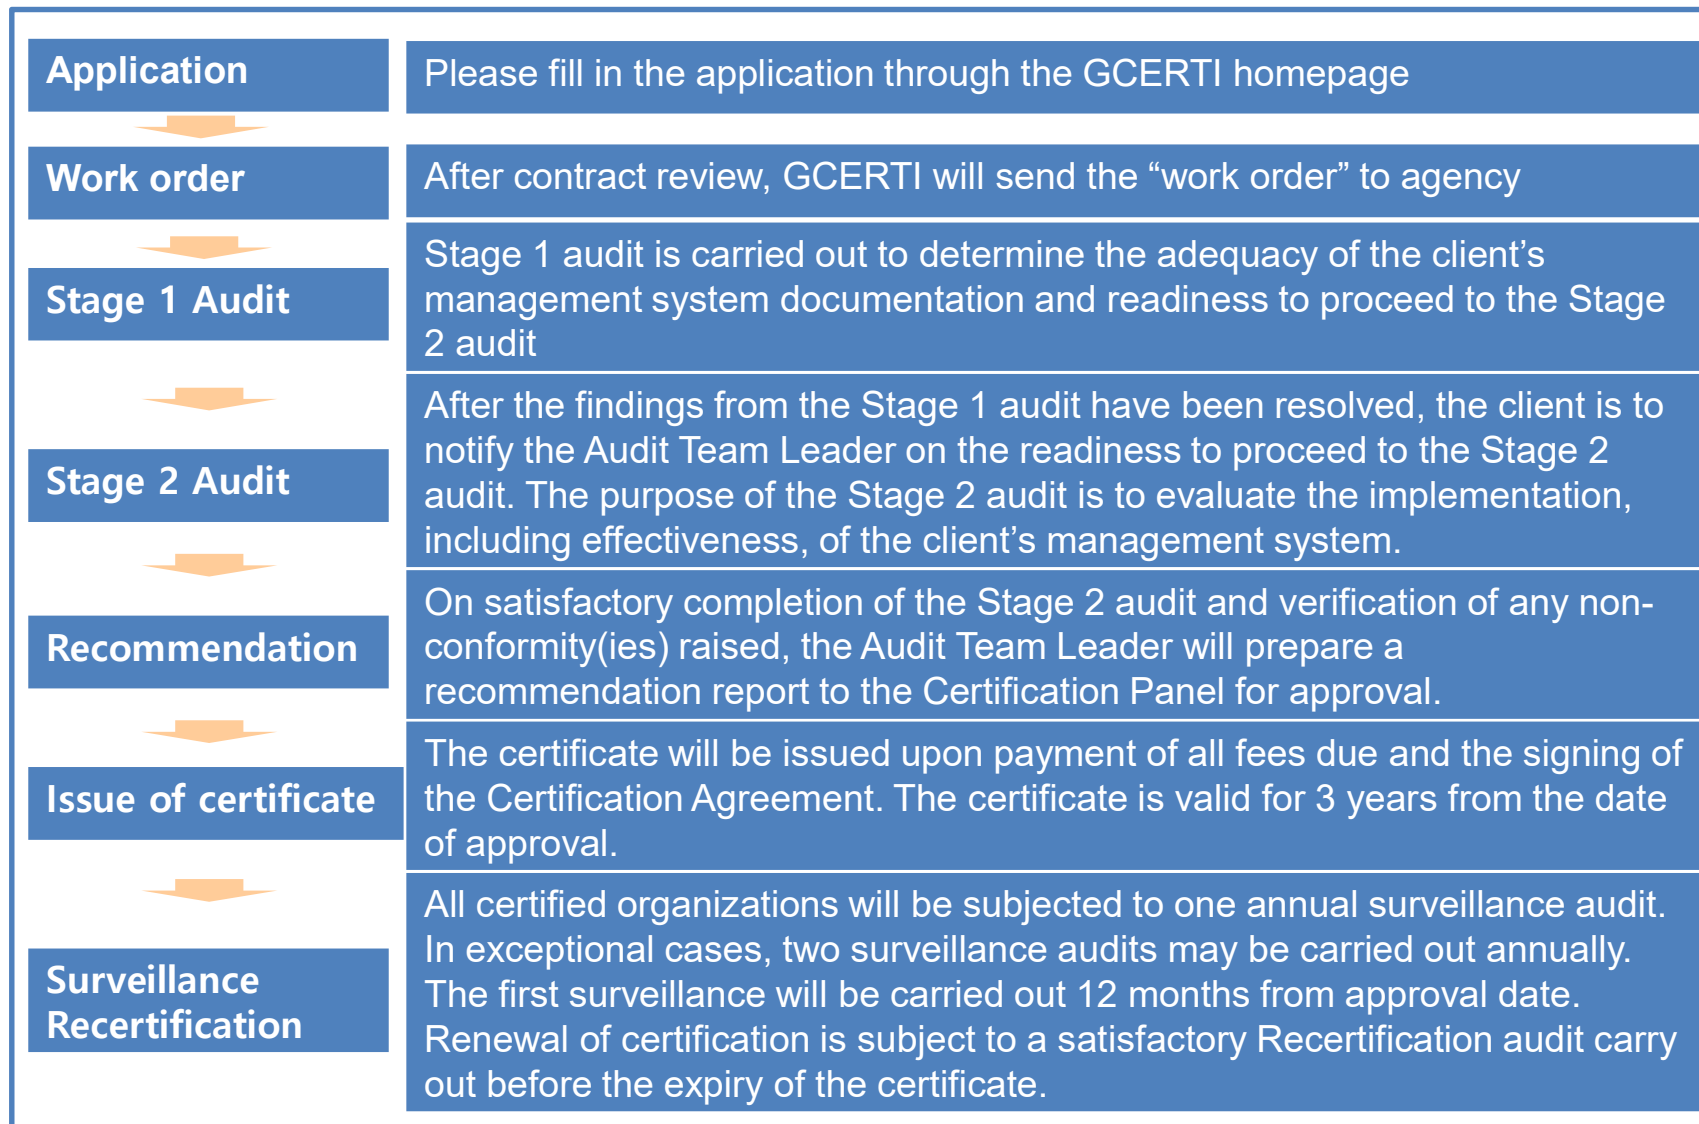 Application
Please fill in the application through the GCERTI homepage
Work order
After contract review, GCERTI will send the “work order” to agency
Stage 1 Audit
Stage 1 audit is carried out to determine the adequacy of the client’s
management system documentation and readiness to proceed to the Stage
2 audit
Stage 2 Audit
After the findings from the Stage 1 audit have been resolved, the client is to
notify the Audit Team Leader on the readiness to proceed to the Stage 2
audit. The purpose of the Stage 2 audit is to evaluate the implementation,
including effectiveness, of the client’s management system.
Recommendation
On satisfactory completion of the Stage 2 audit and verification of any non-
conformity(ies) raised, the Audit Team Leader will prepare a
recommendation report to the Certification Panel for approval.
Issue of certificate
The certificate will be issued upon payment of all fees due and the signing of
the Certification Agreement. The certificate is valid for 3 years from the date
of approval.
Surveillance
Recertification
All certified organizations will be subjected to one annual surveillance audit.
In exceptional cases, two surveillance audits may be carried out annually.
The first surveillance will be carried out 12 months from approval date.
Renewal of certification is subject to a satisfactory Recertification audit carry
out before the expiry of the certificate.